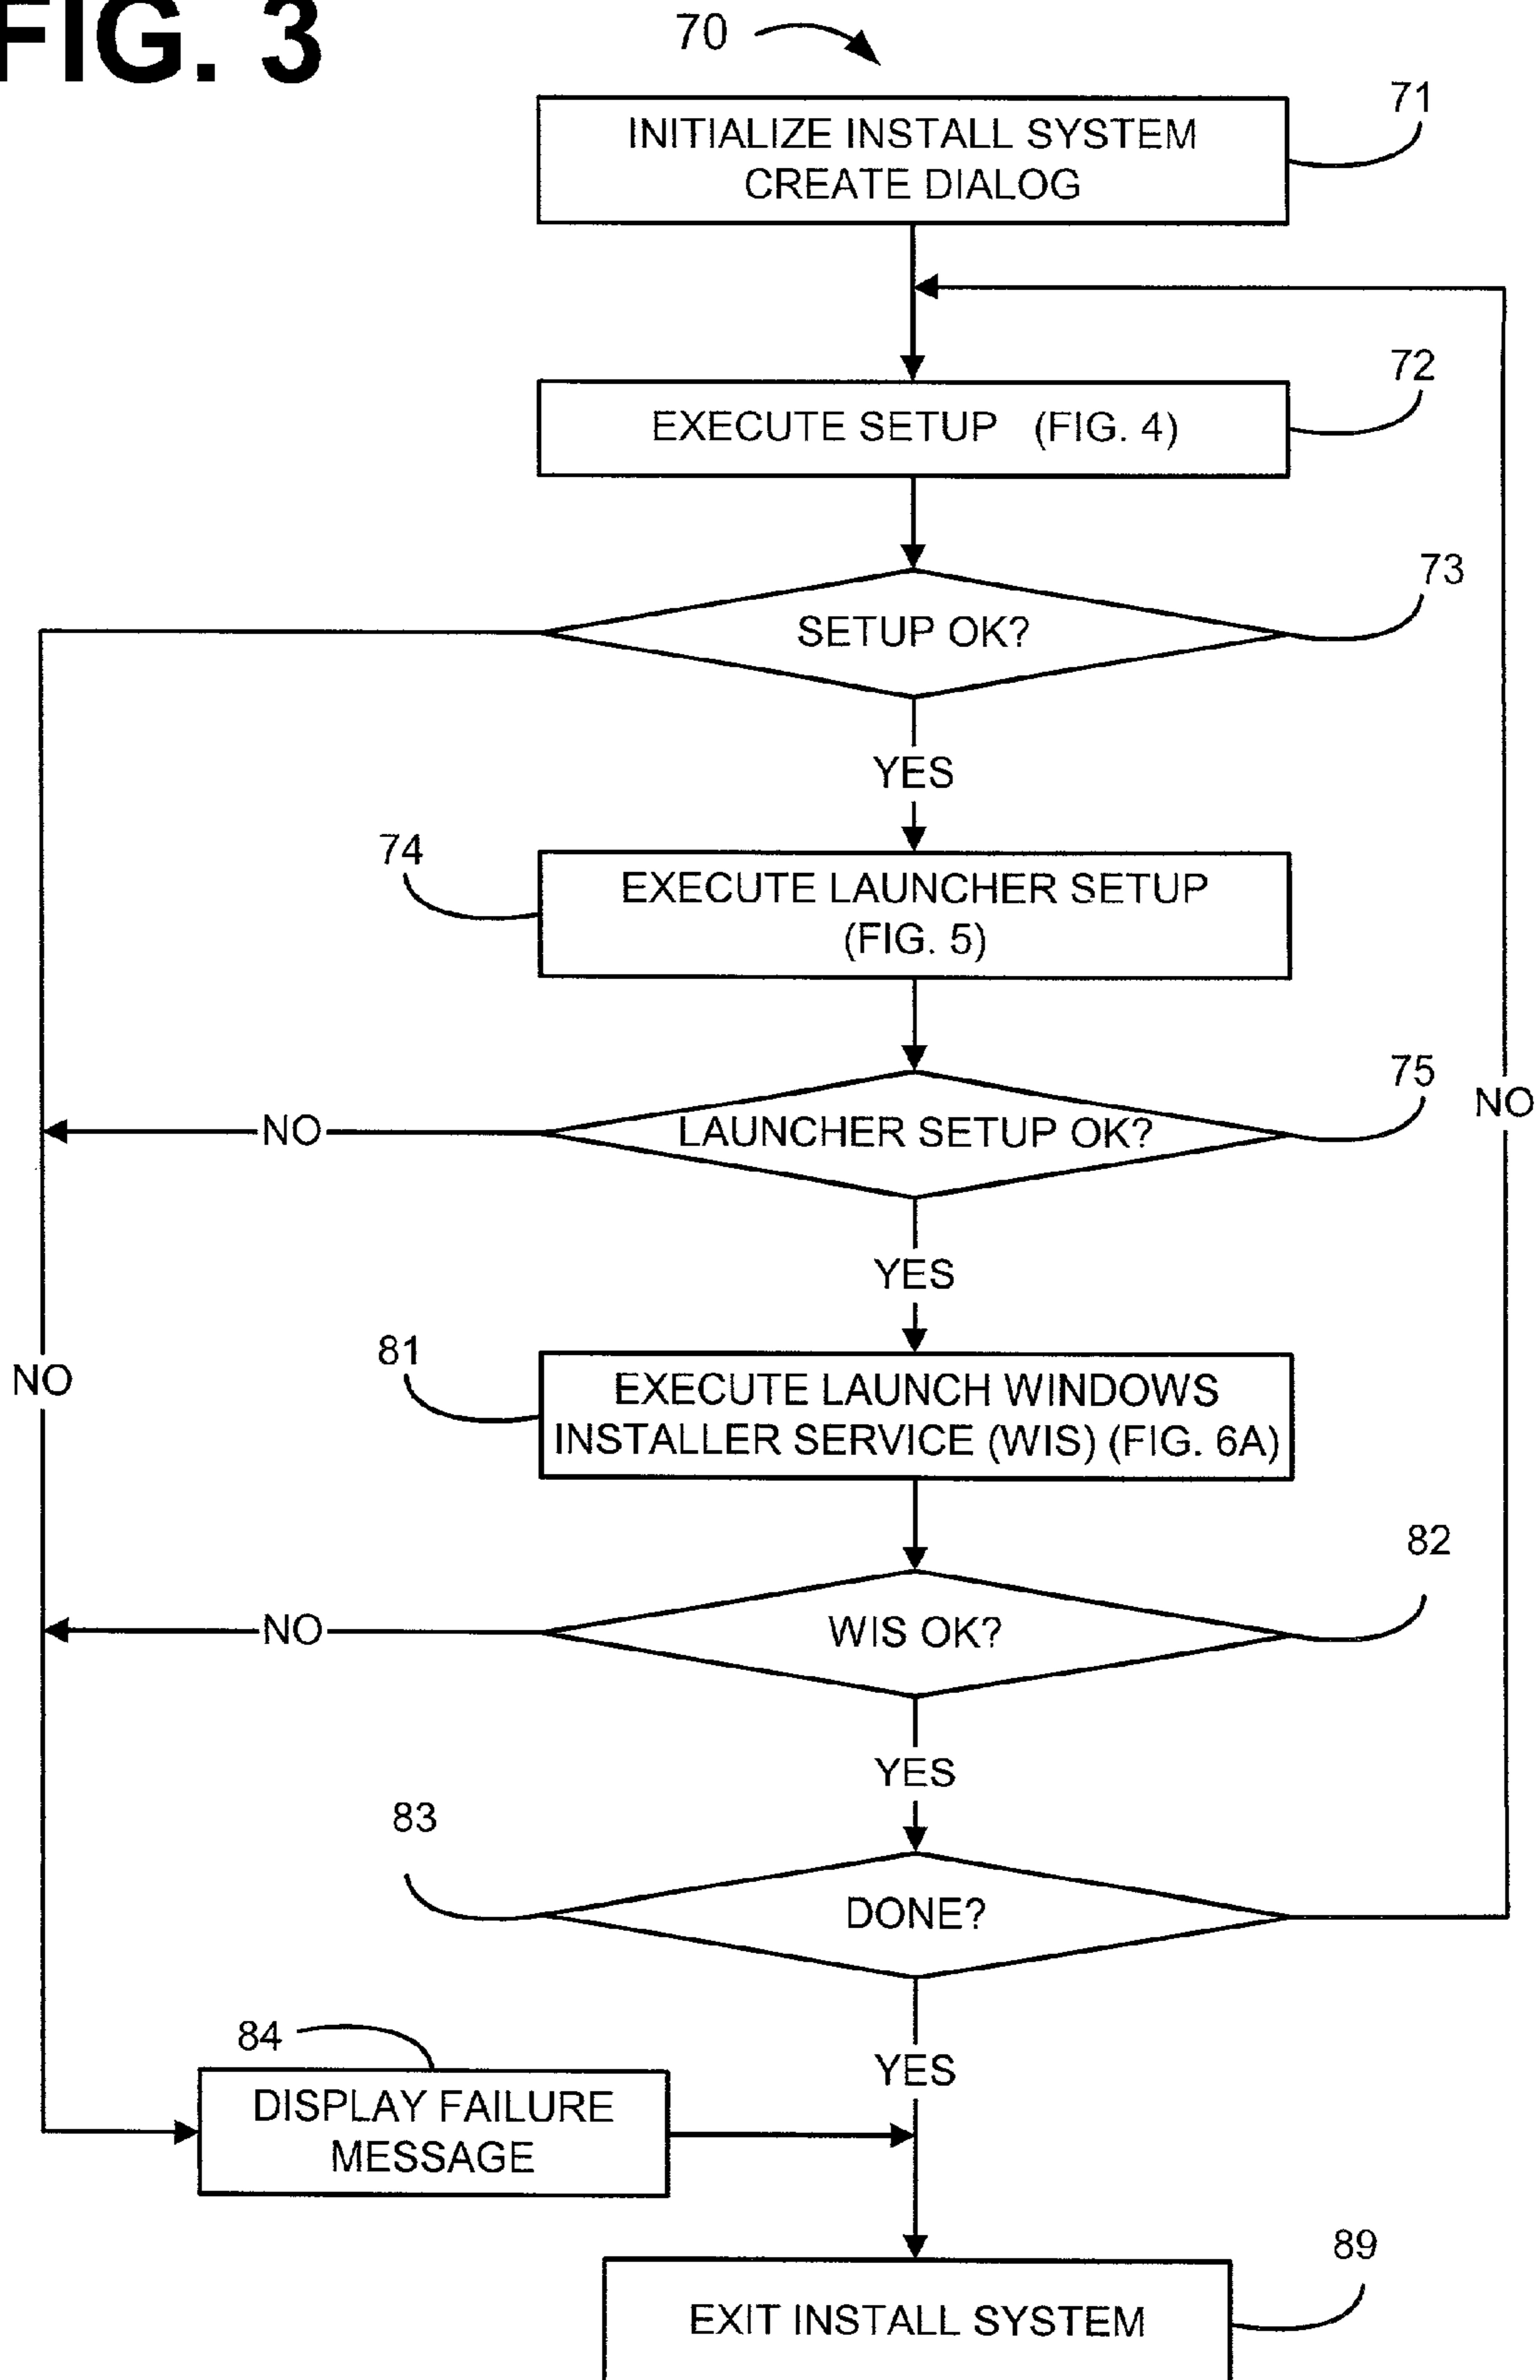 FIG. 3
70
71
INITIALIZE INSTALL SYSTEM
CREATE DIALOG
72
EXECUTE SETUP (FIG. 4)
73
SETUP OK?
YES
74
EXECUTE LAUNCHER SETUP
(FIG. 5)
75
NO
NO
LAUNCHER SETUP OK?
YES
81
NO
EXECUTE LAUNCH WINDOWS
INSTALLER SERVICE (WIS) (FIG. 6A)
82
NO
WIS OK?
YES
83
DONE?
84
YES
DISPLAY FAILURE
MESSAGE
89
EXIT INSTALL SYSTEM